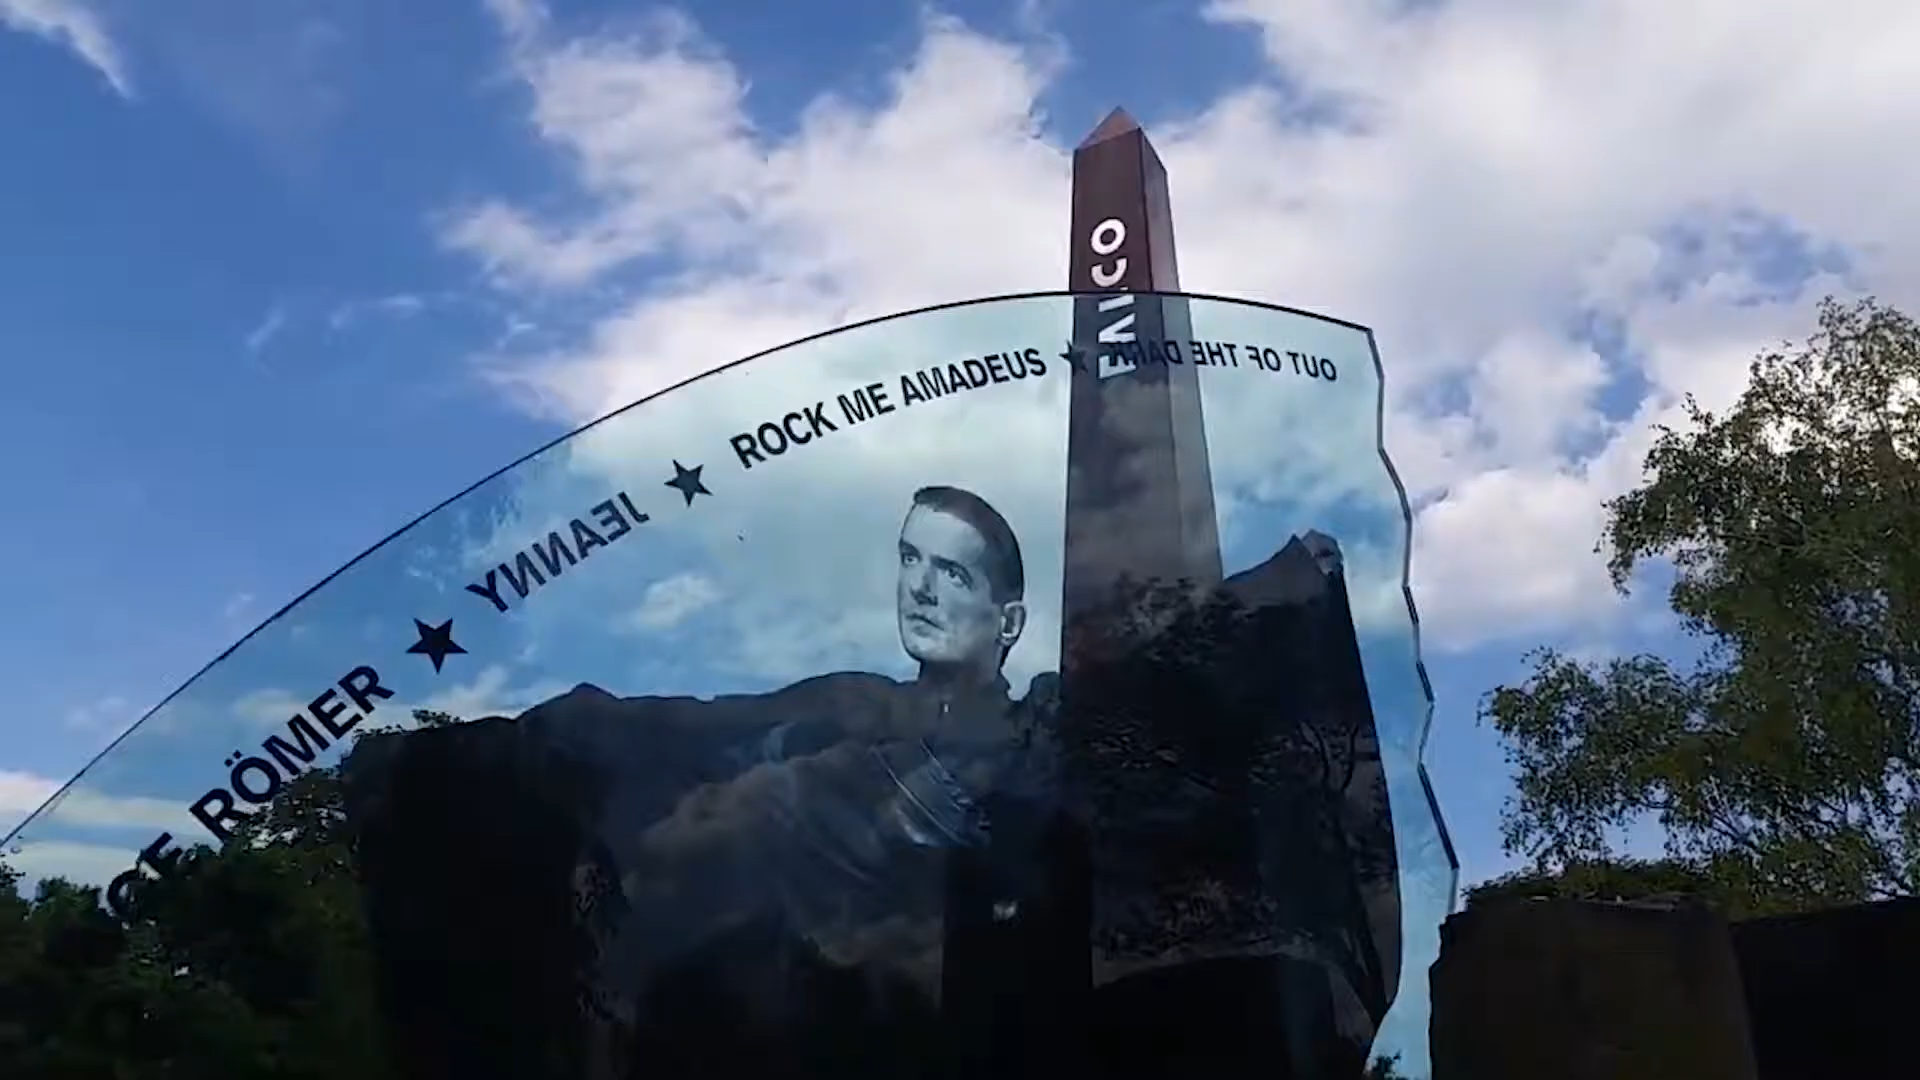 FALCO
RÖMER ★ JEANNY ★ ROCK ME AMADEUS ★ OUT OF THE DARK